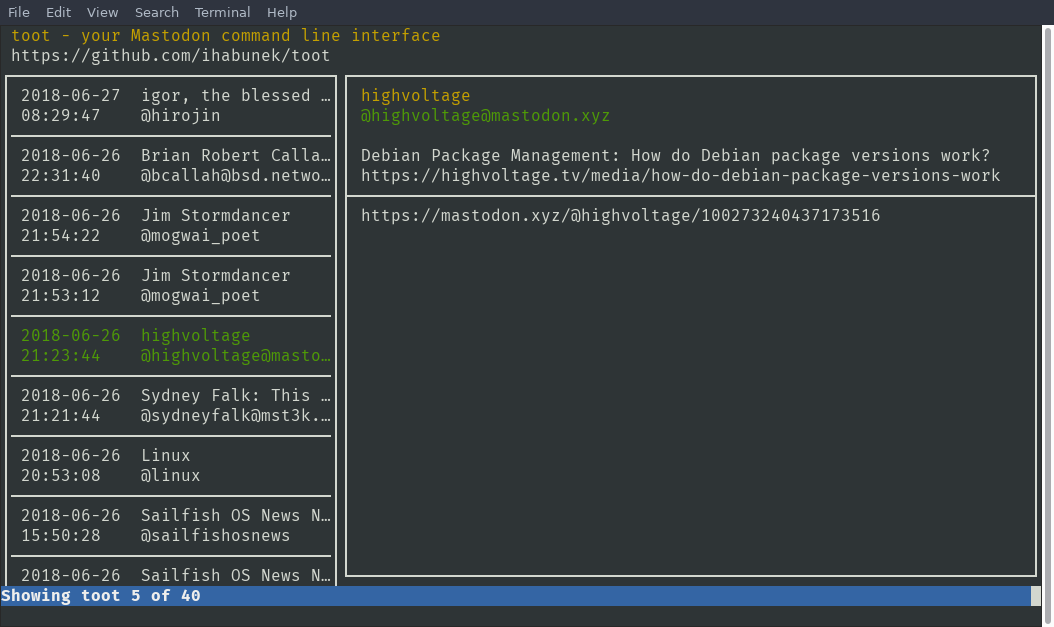 File Edit View Search Terminal Help
toot - your Mastodon command line interface
https://github.com/ihabunek/toot
2018-06-27 igor, the blessed …
08:29:47 @hirojin
2018-06-26 Brian Robert Calla…
22:31:40 @bcallah@bsd.netwo…
2018-06-26 Jim Stormdancer
21:54:22 @mogwai_poet
2018-06-26 Jim Stormdancer
21:53:12 @mogwai_poet
2018-06-26 highvoltage
21:23:44 @highvoltage@masto…
2018-06-26 Sydney Falk: This …
21:21:44 @sydneyfalk@mst3k.…
2018-06-26 Linux
20:53:08 @linux
2018-06-26 Sailfish OS News N…
15:50:28 @sailfishosnews
2018-06-26 Sailfish OS News N…
highvoltage
@highvoltage@mastodon.xyz
Debian Package Management: How do Debian package versions work?
https://highvoltage.tv/media/how-do-debian-package-versions-work
https://mastodon.xyz/@highvoltage/100273240437173516
Showing toot 5 of 40